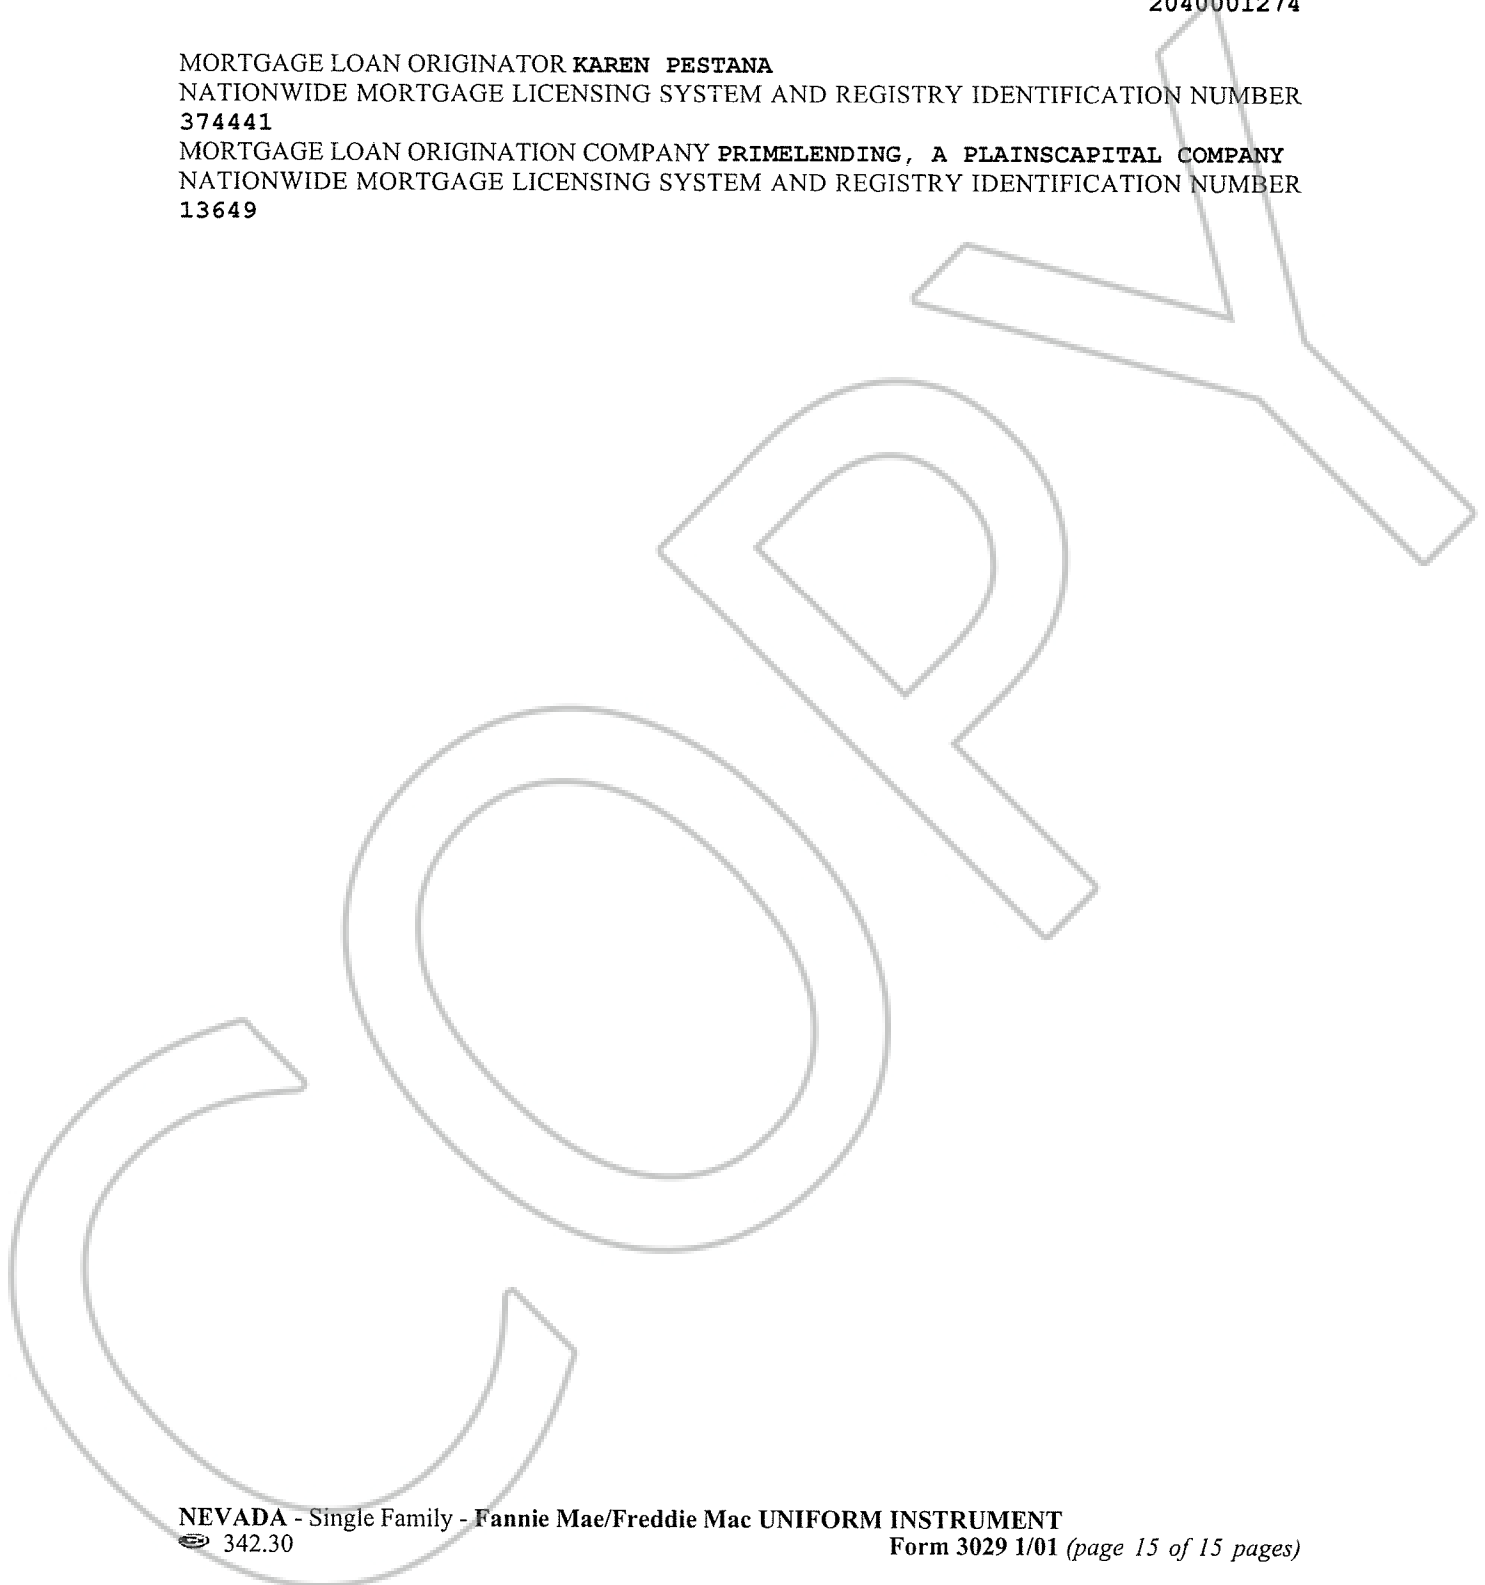 2040001274
MORTGAGE LOAN ORIGINATOR KAREN PESTANA
NATIONWIDE MORTGAGE LICENSING SYSTEM AND REGISTRY IDENTIFICATION NUMBER
374441
MORTGAGE LOAN ORIGINATION COMPANY PRIMELENDING, A PLAINSCAPITAL COMPANY
NATIONWIDE MORTGAGE LICENSING SYSTEM AND REGISTRY IDENTIFICATION NUMBER
13649
COPY
NEVADA - Single Family - Fannie Mae/Freddie Mac UNIFORM INSTRUMENT
342.30
Form 3029 1/01 (page 15 of 15 pages)